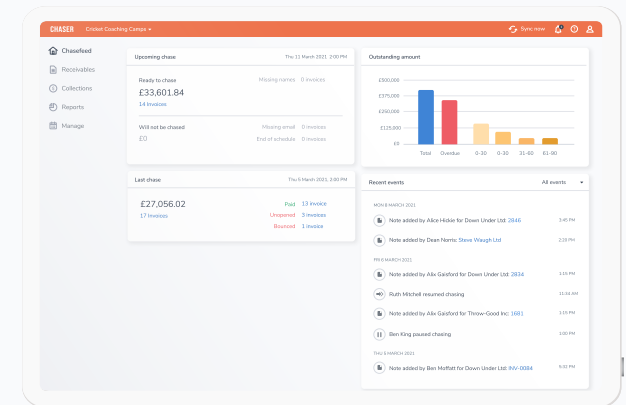 CHASER Cricket Coaching Camps Sync now
Chasefeed
Receivables
Collections
Reports
Manage
Upcoming chase Thu 11 March 2021 2:00 PM
Ready to chase Missing names 0 invoices
£33,601.84
14 Invoices
Will not be chased Missing email 0 invoices
£0 End of schedule 0 invoices
Last chase Thu 5 March 2021, 2:00 PM
£27,056.02 Paid 13 invoice
17 Invoices Unopened 3 invoices
Bounced 1 invoice
Outstanding amount
£500,000
£375,000
£250,000
£125,000
£0
Total Overdue 0-30 0-30 31-60 61-90
Recent events All events
MON 8 MARCH 2021
Note added by Alice Hickie for Down Under Ltd: 2845 3:45 PM
Note added by Dean Norris: Steve Waugh Ltd 2:28 PM
FRI 6 MARCH 2021
Note added by Alix Gaisford for Down Under Ltd: 2834 1:15 PM
Ruth Mitchell resumed chasing 11:34 AM
Note added by Alix Gaisford for Throw-Good Inc: 1681 1:15 PM
Ben King paused chasing 1:00 PM
THU 5 MARCH 2021
Note added by Ben Moffatt for Down Under Ltd: INV-0084 5:32 PM